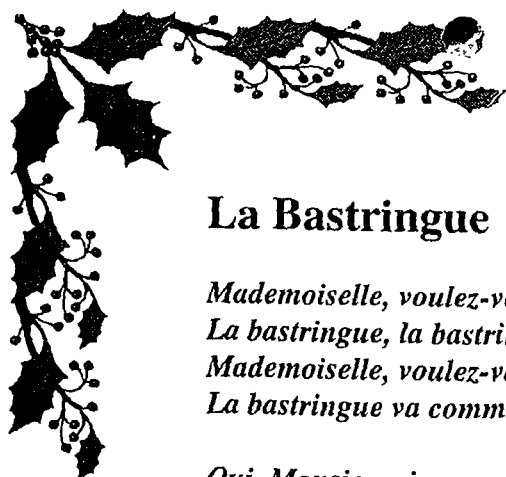 La Bastringue
Mademoiselle, voulez-v
La bastringue, la bastri
Mademoiselle, voulez-v
La bastringue va comm